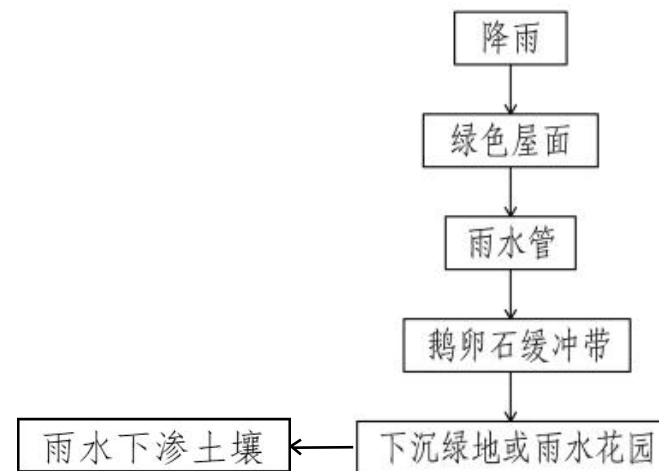 降雨
绿色屋面
雨水管
鹅卵石缓冲带
雨水下渗土壤
下沉绿地或雨水花园